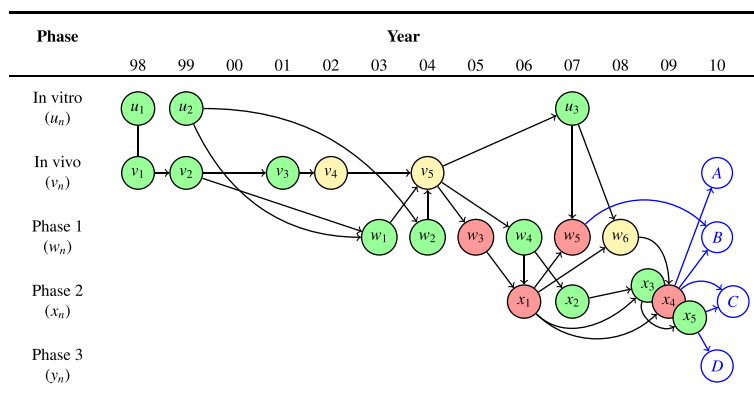 Phase Year
98 99 00 01 02 03 04 05 06 07 08 09 10
In vitro
(uₙ)
u₁ u₂ u₃
In vivo
(vₙ)
v₁ v₂ v₃ v₄ v₅ A
Phase 1
(wₙ)
w₁ w₂ w₃ w₄ w₅ w₆ B
Phase 2
(xₙ)
x₁ x₂ x₃ x₄ x₅ C
Phase 3
(yₙ)
D